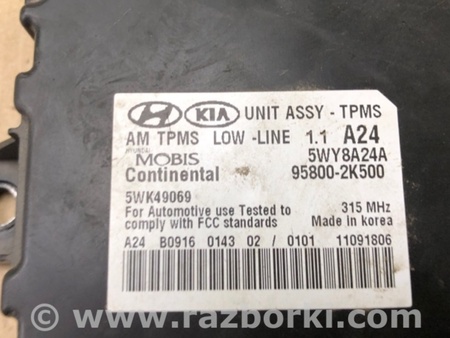 KIA UNIT ASSY - TPMS
AM TPMS LOW -LINE 1.1 A24
MOBIS 5WY8A24A
Continental 95800-2K500
5WK49069
For Automotive use Tested to 315 MHz
comply with FCC standards Made in korea
A24 B0916 0143 02 / 0101 11091806
© www.razborki.com